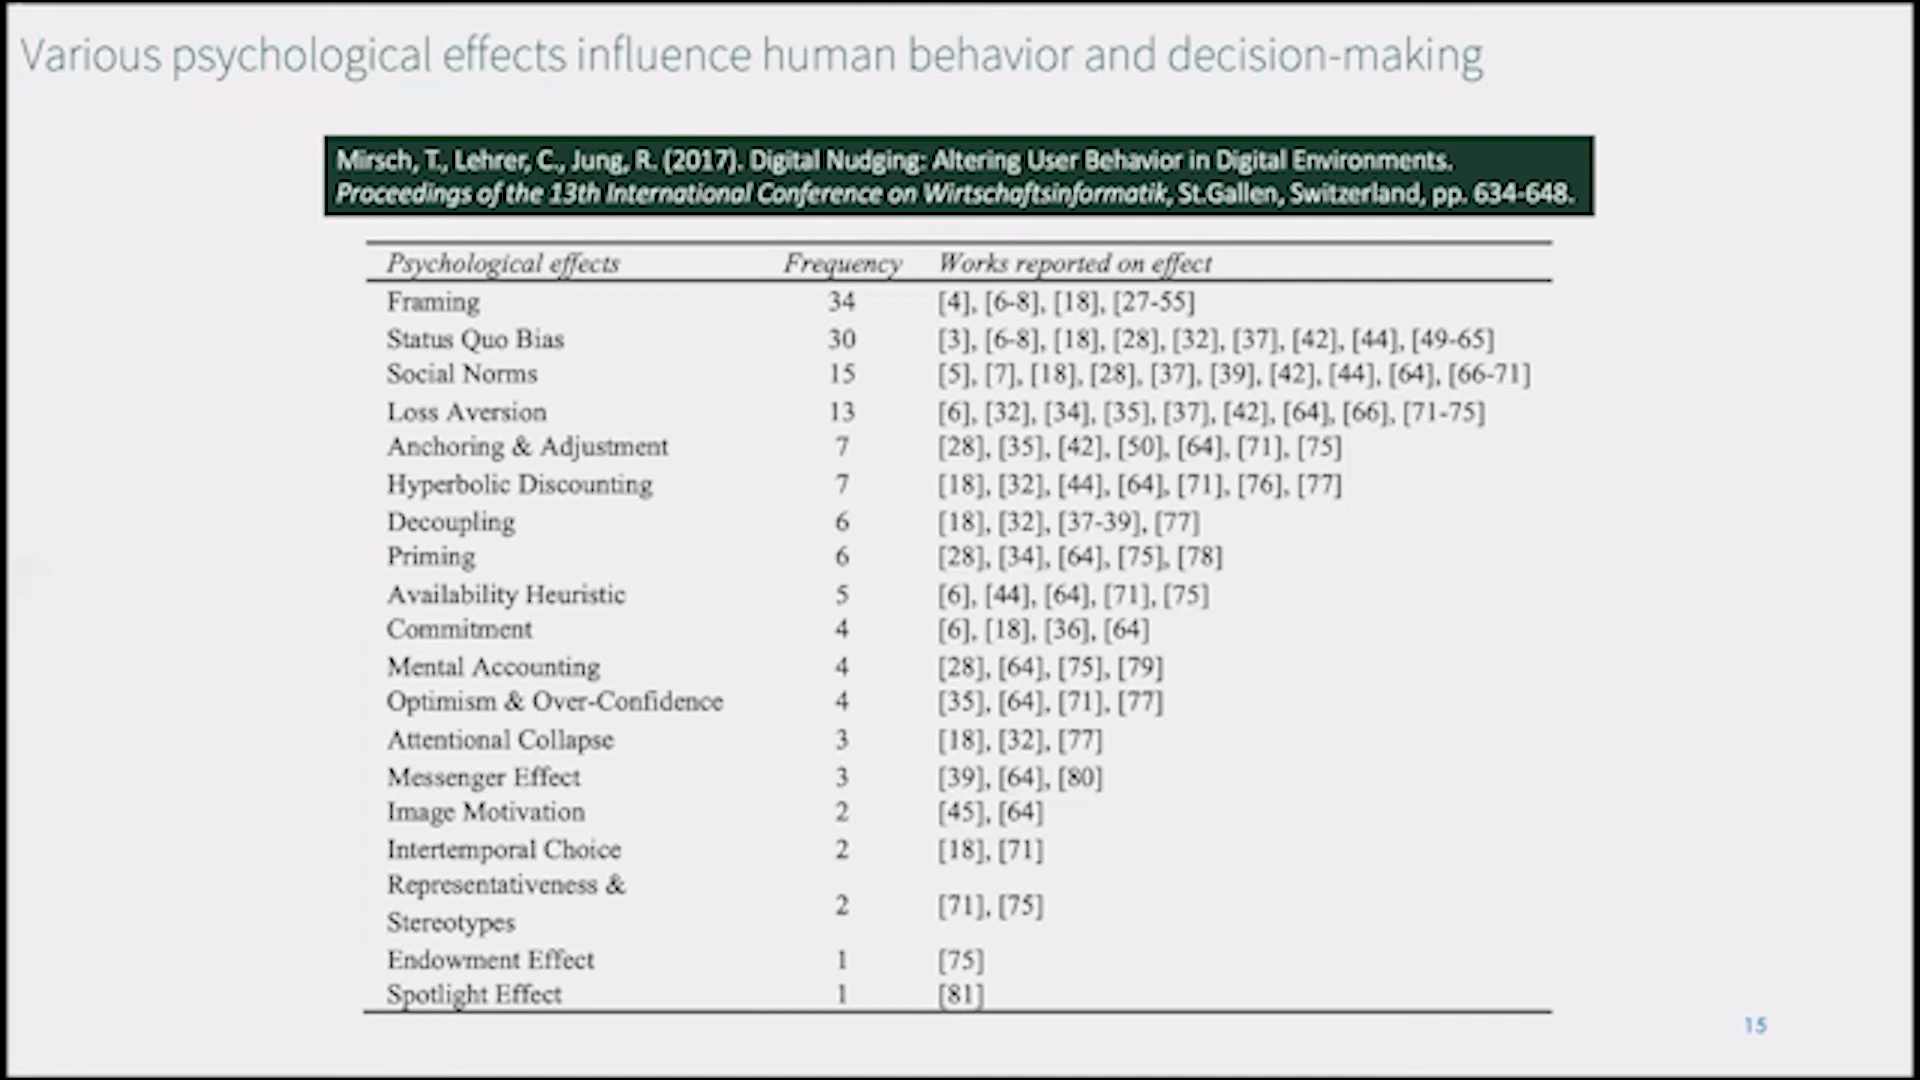 Various psychological effects influence human behavior and decision-making
Mirsch, T., Lehrer, C., Jung, R. (2017). Digital Nudging: Altering User Behavior in Digital Environments.
Proceedings of the 13th International Conference on Wirtschaftsinformatik, St.Gallen, Switzerland, pp. 634-648.
Psychological effects Frequency Works reported on effect
Framing 34 [4], [6-8], [18], [27-55]
Status Quo Bias 30 [3], [6-8], [18], [28], [32], [37], [42], [44], [49-65]
Social Norms 15 [5], [7], [18], [28], [37], [39], [42], [44], [64], [66-71]
Loss Aversion 13 [6], [32], [34], [35], [37], [42], [64], [66], [71-75]
Anchoring & Adjustment 7 [28], [35], [42], [50], [64], [71], [75]
Hyperbolic Discounting 7 [18], [32], [44], [64], [71], [76], [77]
Decoupling 6 [18], [32], [37-39], [77]
Priming 6 [28], [34], [64], [75], [78]
Availability Heuristic 5 [6], [44], [64], [71], [75]
Commitment 4 [6], [18], [36], [64]
Mental Accounting 4 [28], [64], [75], [79]
Optimism & Over-Confidence 4 [35], [64], [71], [77]
Attentional Collapse 3 [18], [32], [77]
Messenger Effect 3 [39], [64], [80]
Image Motivation 2 [45], [64]
Intertemporal Choice 2 [18], [71]
Representativeness &
Stereotypes 2 [71], [75]
Endowment Effect 1 [75]
Spotlight Effect 1 [81]
15